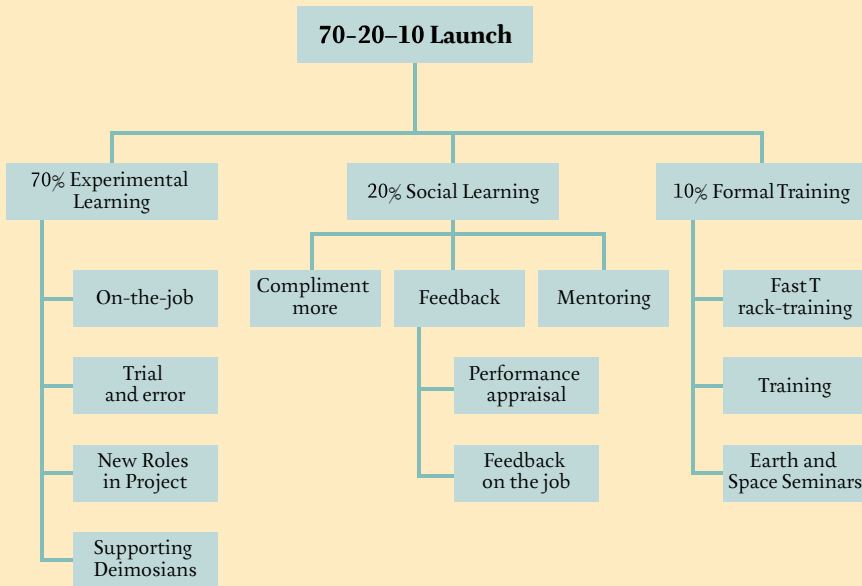 70-20-10 Launch
70% Experimental
Learning
20% Social Learning
10% Formal Training
On-the-job
Trial
and error
New Roles
in Project
Supporting
Deimosians
Compliment
more
Feedback
Mentoring
Performance
appraisal
Feedback
on the job
Fast T
rack-training
Training
Earth and
Space Seminars